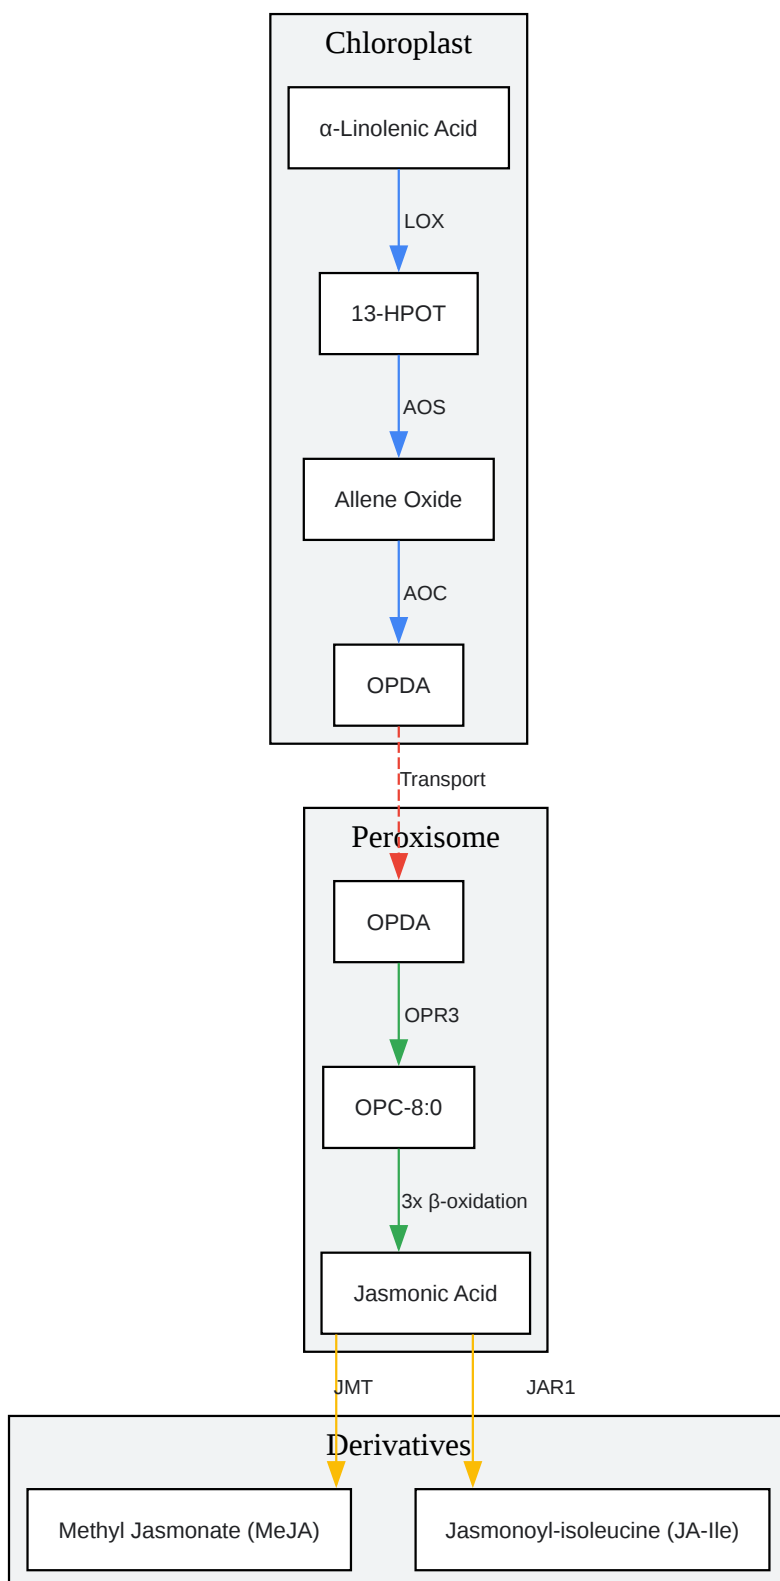 Chloroplast
α-Linolenic Acid
LOX
13-HPOT
AOS
Allene Oxide
AOC
OPDA
Transport
Peroxisome
OPDA
OPR3
OPC-8:0
3x β-oxidation
Jasmonic Acid
JMT
JAR1
Derivatives
Methyl Jasmonate (MeJA)
Jasmonoyl-isoleucine (JA-Ile)